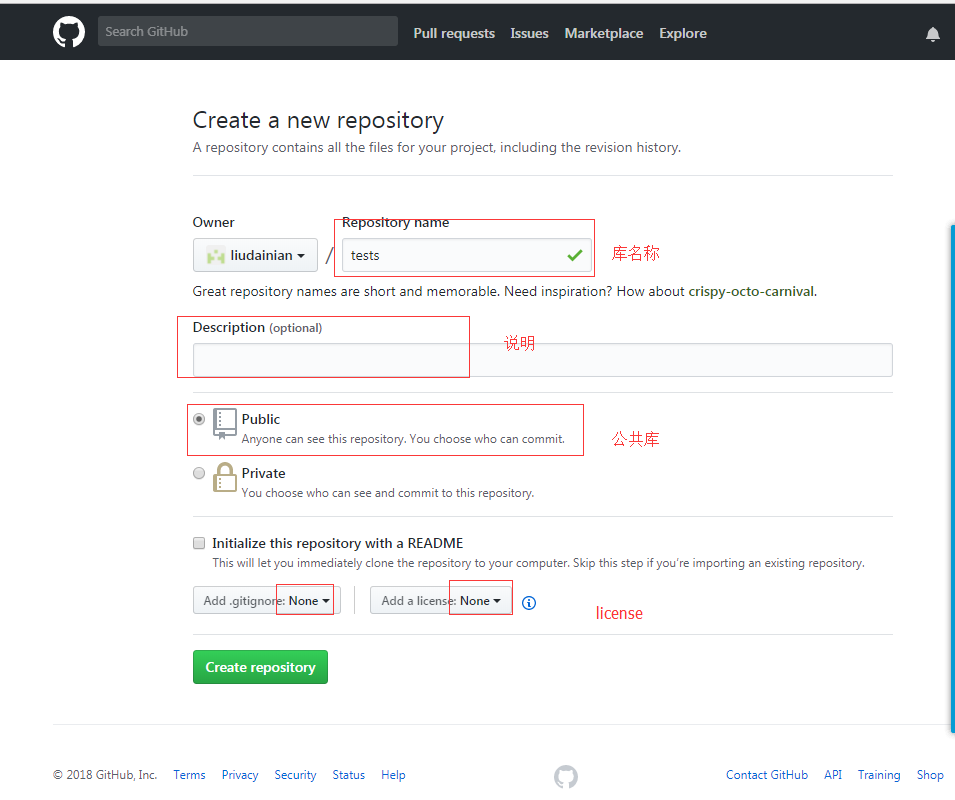 Search GitHub Pull requests Issues Marketplace Explore
Create a new repository
A repository contains all the files for your project, including the revision history.
Owner Repository name
liudainian / tests 库名称
Great repository names are short and memorable. Need inspiration? How about crispy-octo-carnival.
Description (optional)
说明
Public
Anyone can see this repository. You choose who can commit. 公共库
Private
You choose who can see and commit to this repository.
Initialize this repository with a README
This will let you immediately clone the repository to your computer. Skip this step if you're importing an existing repository.
Add .gitignore: None Add a license: None
license
Create repository
© 2018 GitHub, Inc. Terms Privacy Security Status Help Contact GitHub API Training Shop